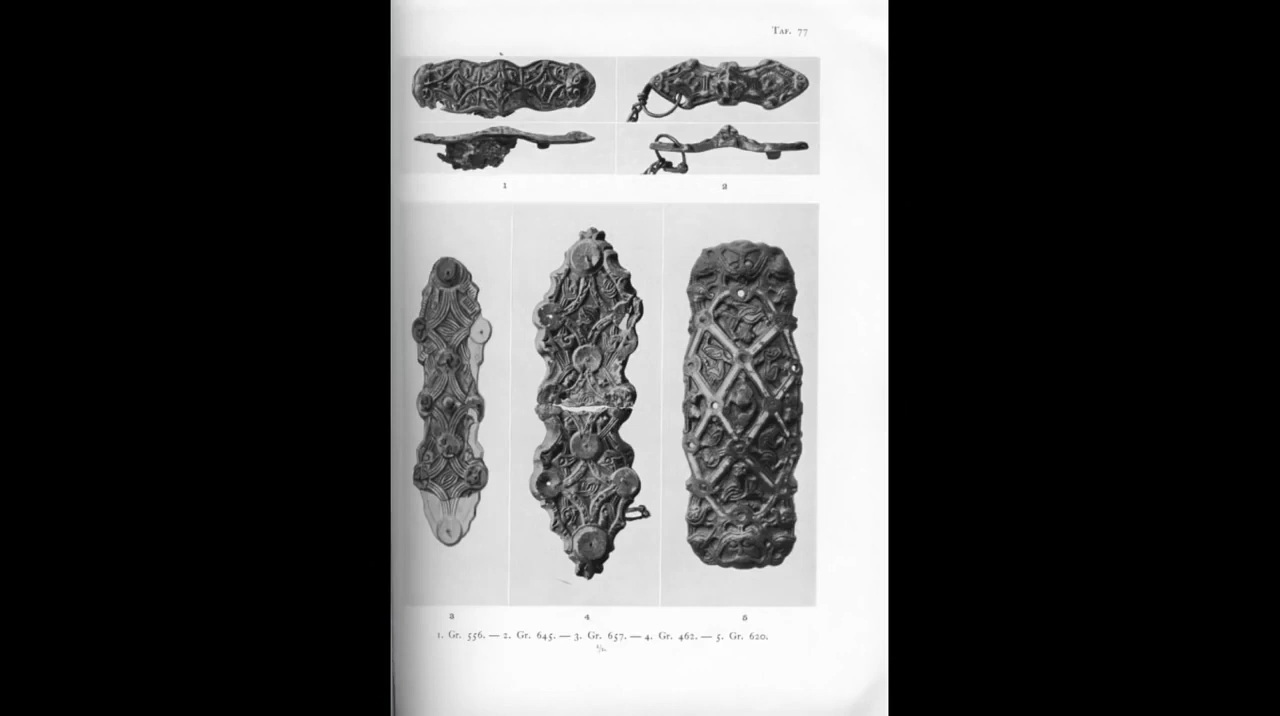 Taf. 77
1
2
3
4
5
1. Gr. 556. — 2. Gr. 645. — 3. Gr. 657. — 4. Gr. 462. — 5. Gr. 620.